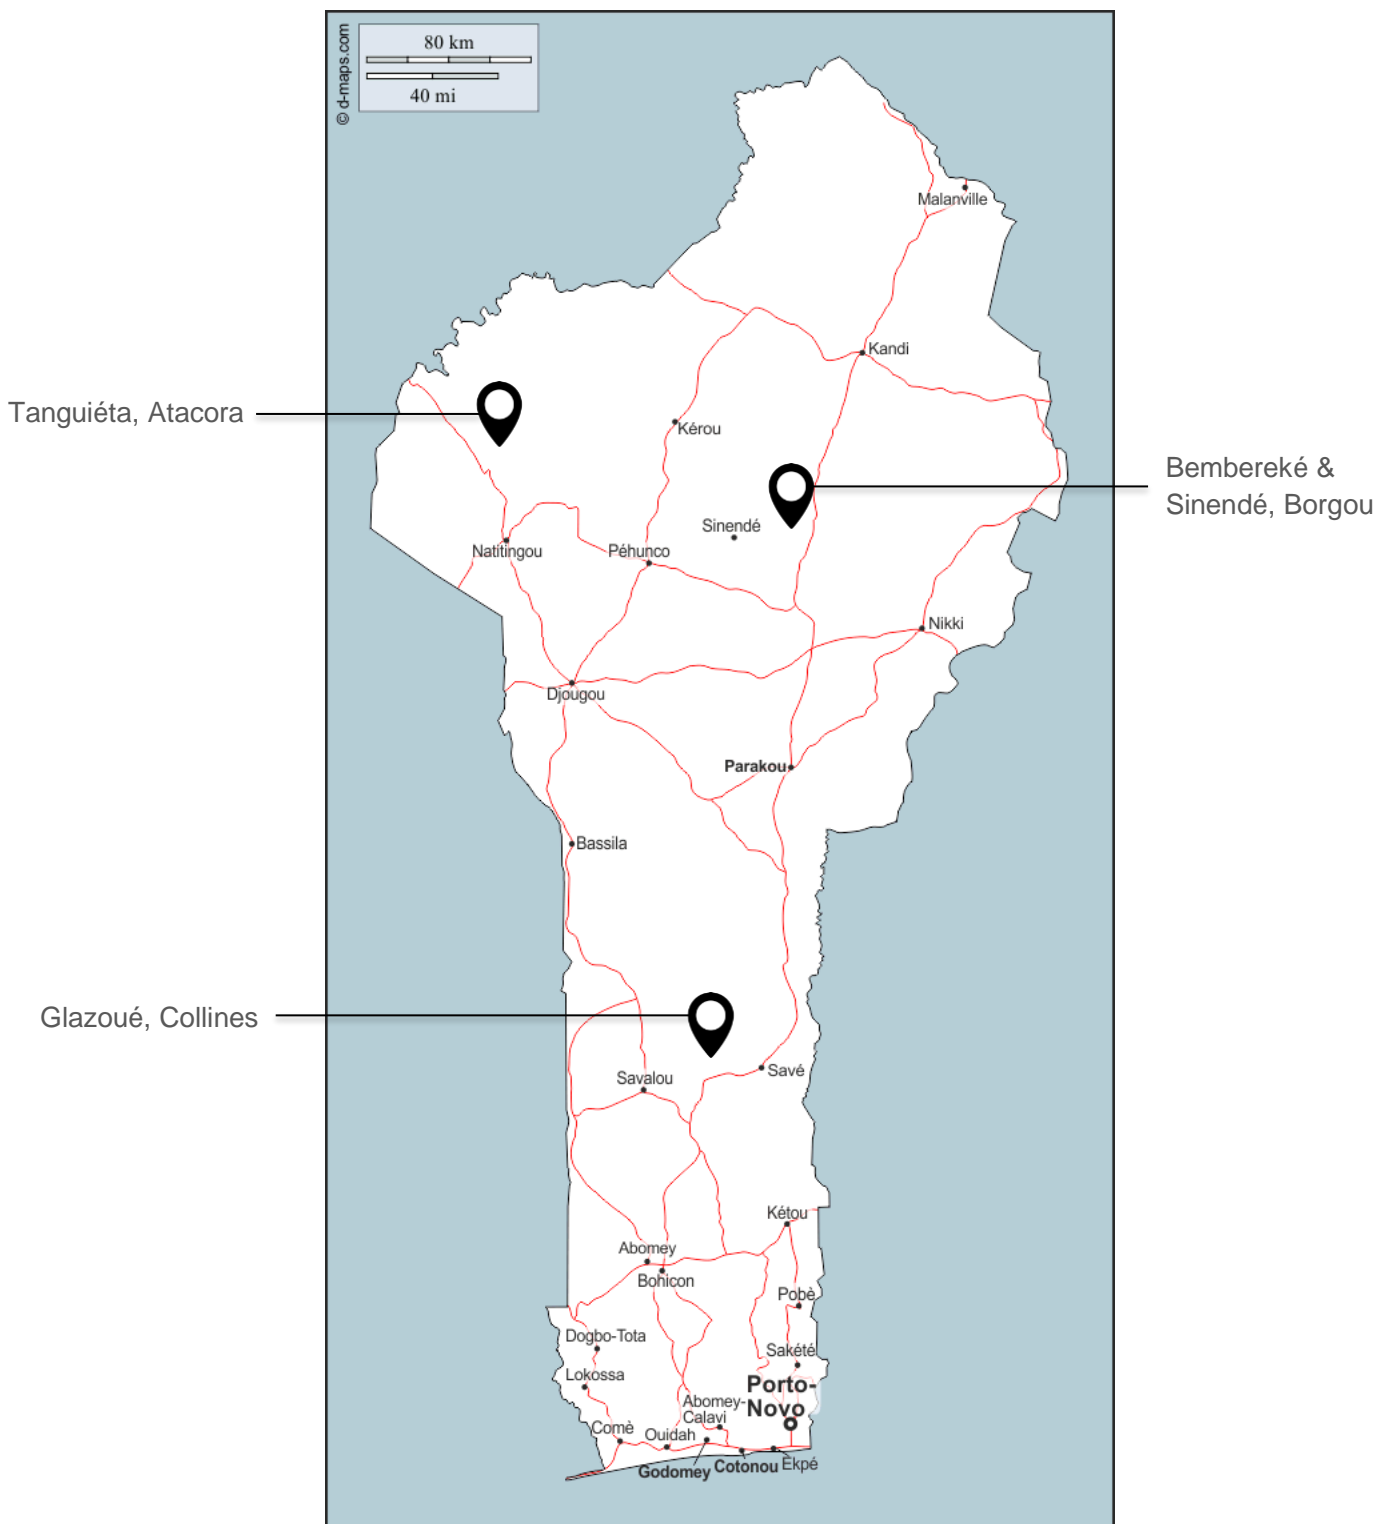 © d-maps.com
80 km
40 mi
Malanville
Kandi
Tanguiéta, Atacora
Kérou
Bembereké &
Sinendé, Borgou
Sinendé
Natitingou
Péhunco
Nikki
Djougou
Parakou
Bassila
Glazoué, Collines
Savalou
Savé
Kétou
Abomey
Bohicon
Pobè
Dogbo-Tota
Sakété
Lokossa
Porto-
Novo
Abomey-
Calavi
Comè
Ouidah
Godomey
Cotonou
Ekpé